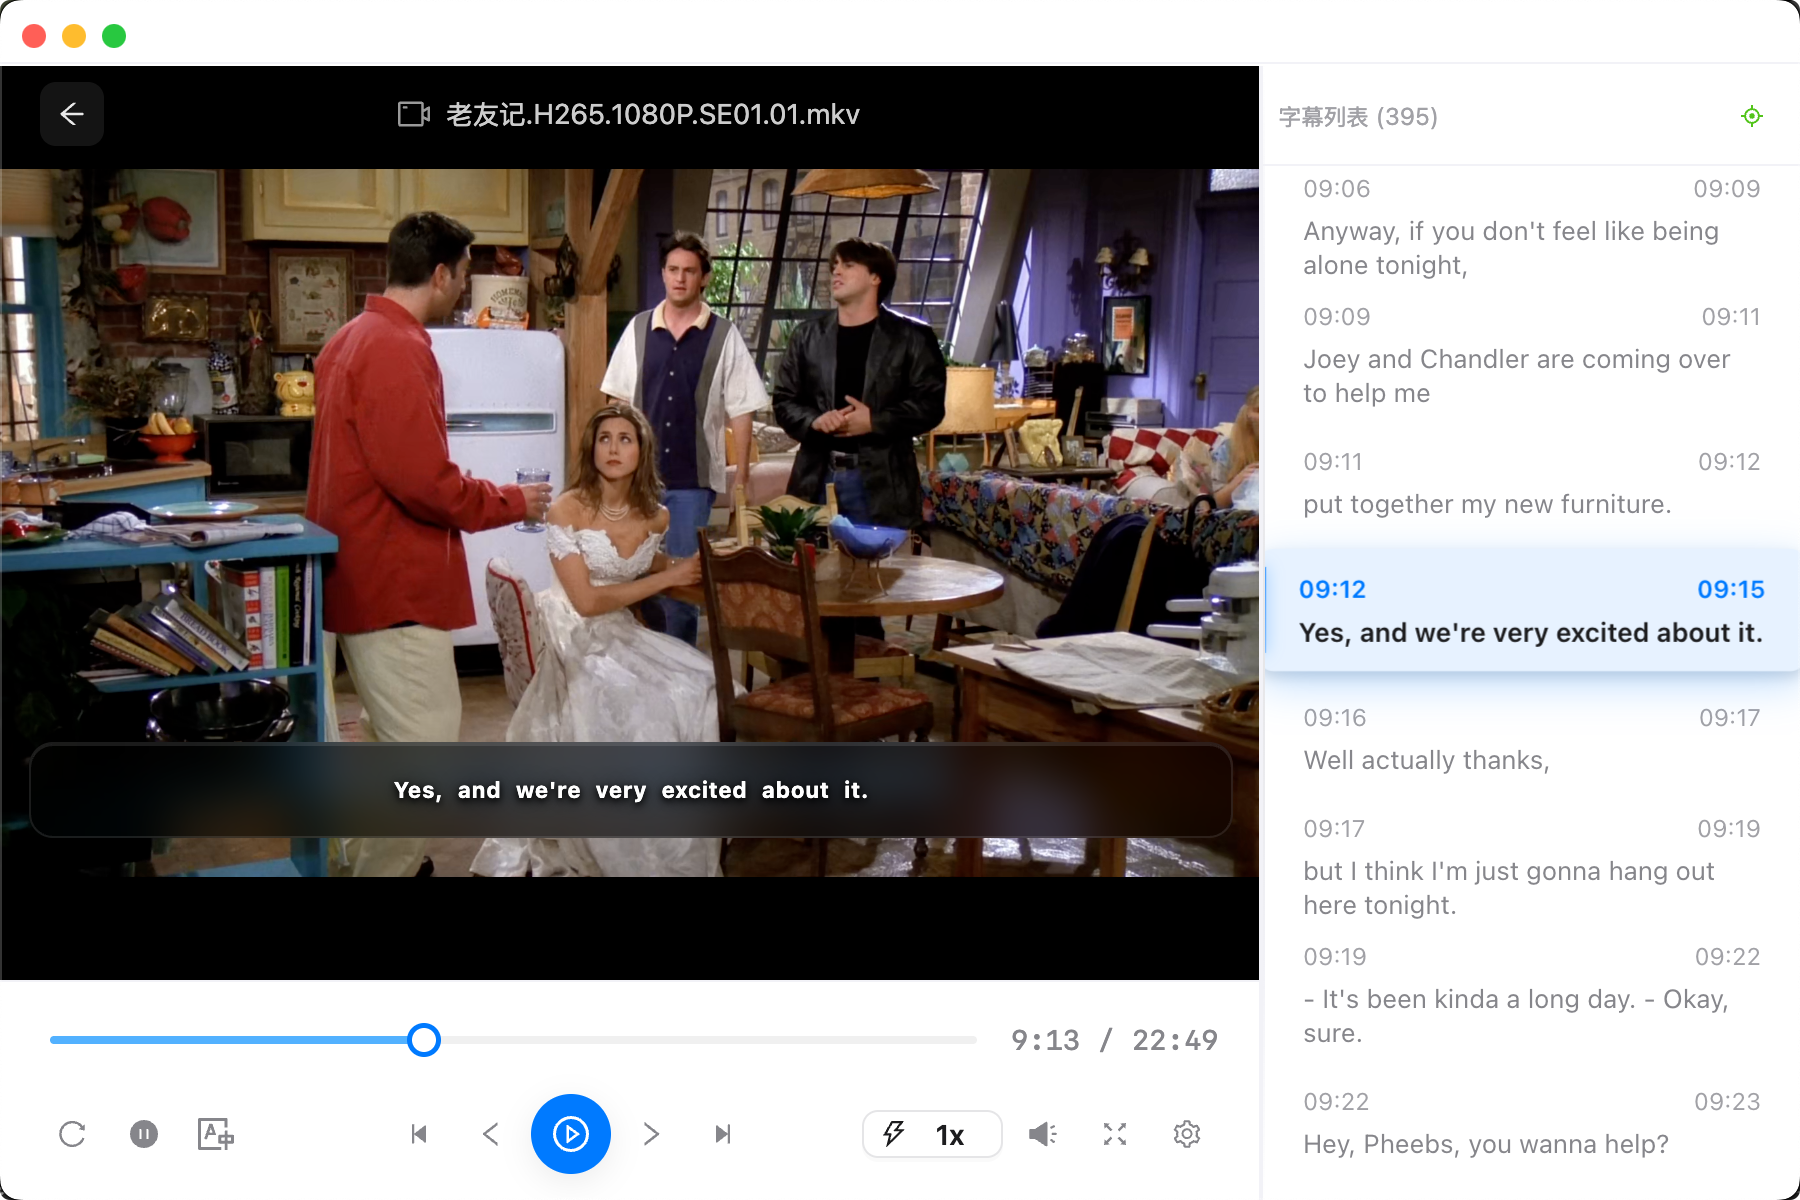 老友记.H265.1080P.SE01.01.mkv
Yes, and we're very excited about it.
9:13 / 22:49
1x
字幕列表 (395)
09:06 09:09
Anyway, if you don't feel like being
alone tonight,
09:09 09:11
Joey and Chandler are coming over
to help me
09:11 09:12
put together my new furniture.
09:12 09:15
Yes, and we're very excited about it.
09:16 09:17
Well actually thanks,
09:17 09:19
but I think I'm just gonna hang out
here tonight.
09:19 09:22
- It's been kinda a long day. - Okay,
sure.
09:22 09:23
Hey, Pheebs, you wanna help?